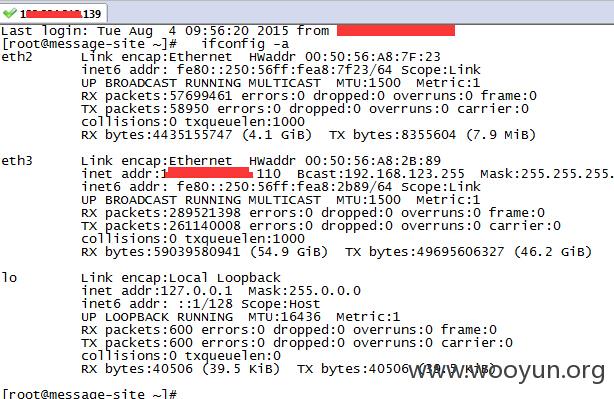 1 .139
Last login: Tue Aug  4 09:56:20 2015 from
[root@message-site ~]#   ifconfig -a
eth2      Link encap:Ethernet  HWaddr 00:50:56:A8:7F:23
          inet6 addr: fe80::250:56ff:fea8:7f23/64 Scope:Link
          UP BROADCAST RUNNING MULTICAST  MTU:1500  Metric:1
          RX packets:57699461 errors:0 dropped:0 overruns:0 frame:0
          TX packets:58950 errors:0 dropped:0 overruns:0 carrier:0
          collisions:0 txqueuelen:1000
          RX bytes:4435155747 (4.1 GiB)  TX bytes:8355604 (7.9 MiB)
eth3      Link encap:Ethernet  HWaddr 00:50:56:A8:2B:89
          inet addr:1 110  Bcast:192.168.123.255  Mask:255.255.255.
          inet6 addr: fe80::250:56ff:fea8:2b89/64 Scope:Link
          UP BROADCAST RUNNING MULTICAST  MTU:1500  Metric:1
          RX packets:289521398 errors:0 dropped:0 overruns:0 frame:0
          TX packets:261140008 errors:0 dropped:0 overruns:0 carrier:0
          collisions:0 txqueuelen:1000
          RX bytes:59039580941 (54.9 GiB)  TX bytes:49695606327 (46.2 GiB)
lo        Link encap:Local Loopback
          inet addr:127.0.0.1  Mask:255.0.0.0
          inet6 addr: ::1/128 Scope:Host
          UP LOOPBACK RUNNING  MTU:16436  Metric:1
          RX packets:600 errors:0 dropped:0 overruns:0 frame:0
          TX packets:600 errors:0 dropped:0 overruns:0 carrier:0
          collisions:0 txqueuelen:0
          RX bytes:40506 (39.5 KiB)  TX bytes:40506 (39.5 KiB)
www.wooyun.org
[root@message-site ~]#